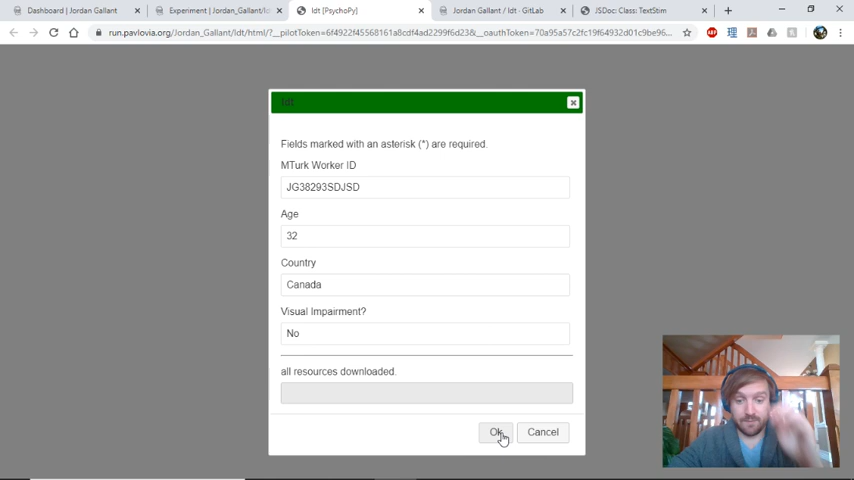 Dashboard | Jordan Gallant
Experiment | Jordan_Gallant/ld
ldt [PsychoPy]
Jordan Gallant / ldt · GitLab
JSDoc: Class: TextStim
run.pavlovia.org/Jordan_Gallant/ldt/html/?__pilotToken=6f4922f45568161a8cdf4ad2299f6d23&__oauthToken=70a95a57c2fc19f64932d01c9be96...
ldt
Fields marked with an asterisk (*) are required.
MTurk Worker ID
JG38293SDJSD
Age
32
Country
Canada
Visual Impairment?
No
all resources downloaded.
Ok
Cancel